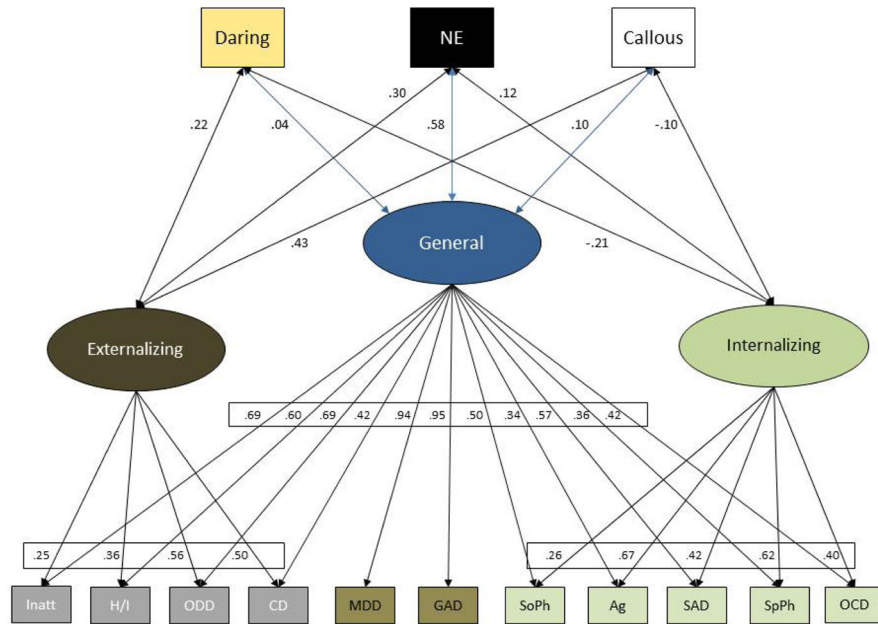 Daring NE Callous
.30 .12
.22 .04 .58 .10 -.10
General
.43 -.21
Externalizing Internalizing
.69 .60 .69 .42 .94 .95 .50 .34 .57 .36 .42
.25 .36 .56 .50 .26 .67 .42 .62 .40
Inatt H/I ODD CD MDD GAD SoPh Ag SAD SpPh OCD